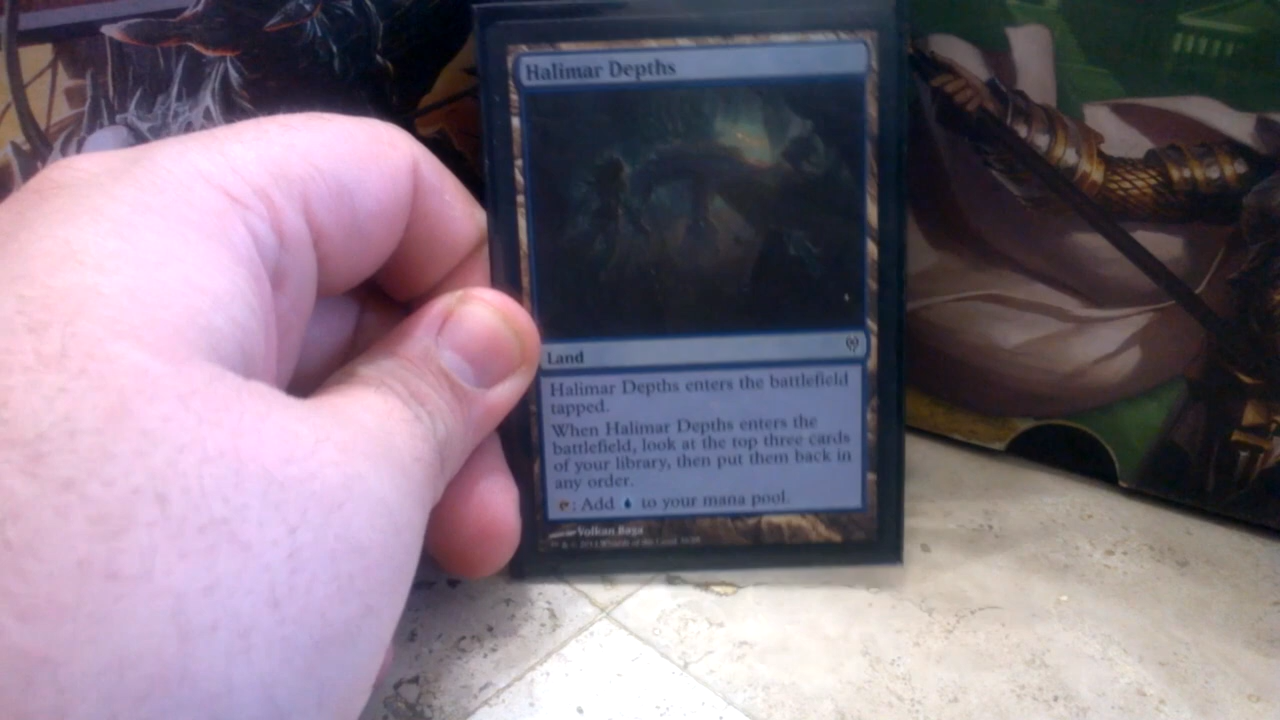 Halimar Depths
Land
Halimar Depths enters the battlefield
tapped.
When Halimar Depths enters the
battlefield, look at the top three cards
of your library, then put them back in
any order.
: Add to your mana pool.
Volkan Baga